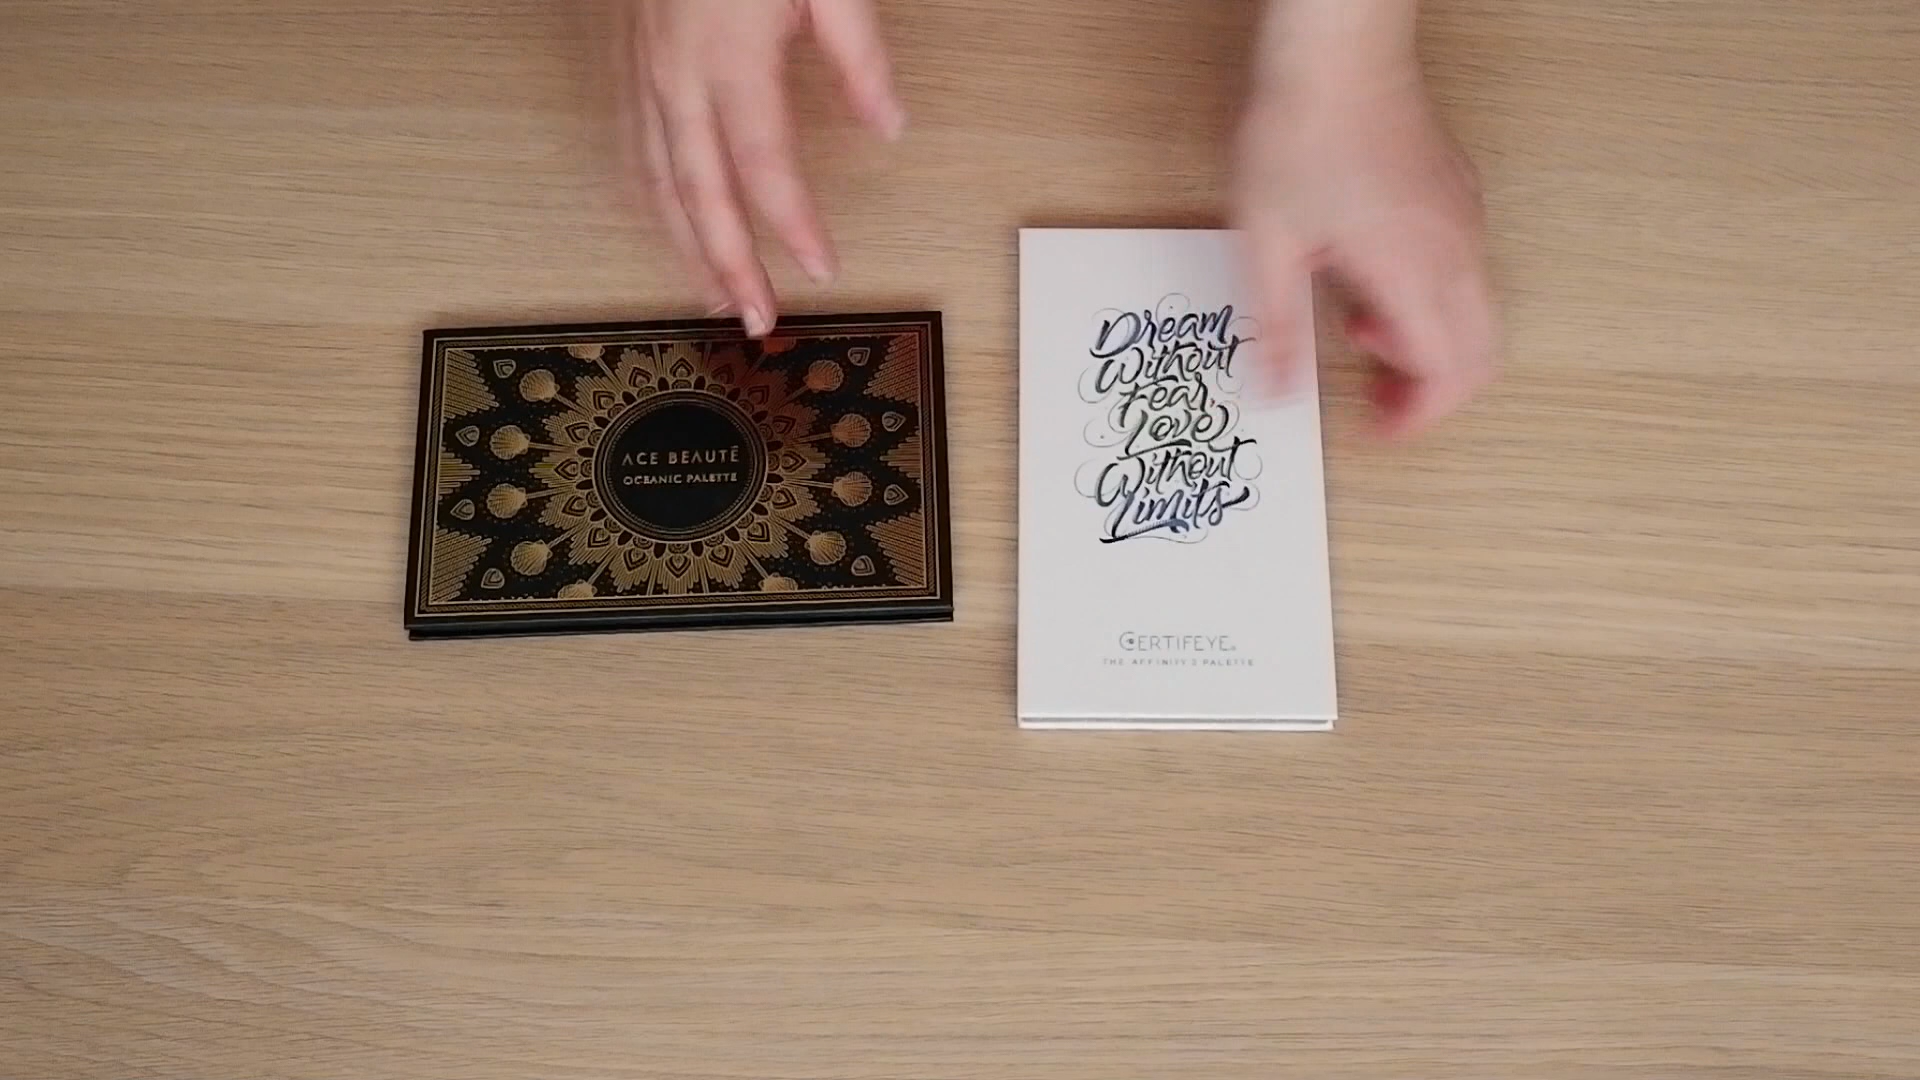 ACE BEAUTÉ
OCEANIC PALETTE
Dream
Without
Fear,
Love
Without
Limits
CERTIFEYE
THE AFFINITY 2 PALETTE